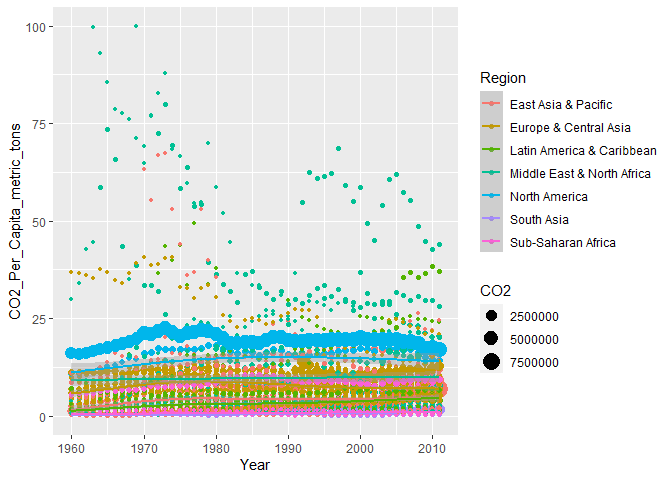 100
75
50
25
0
CO2_Per_Capita_metric_tons
1960
1970
1980
1990
2000
2010
Year
Region
East Asia & Pacific
Europe & Central Asia
Latin America & Caribbean
Middle East & North Africa
North America
South Asia
Sub-Saharan Africa
CO2
2500000
5000000
7500000